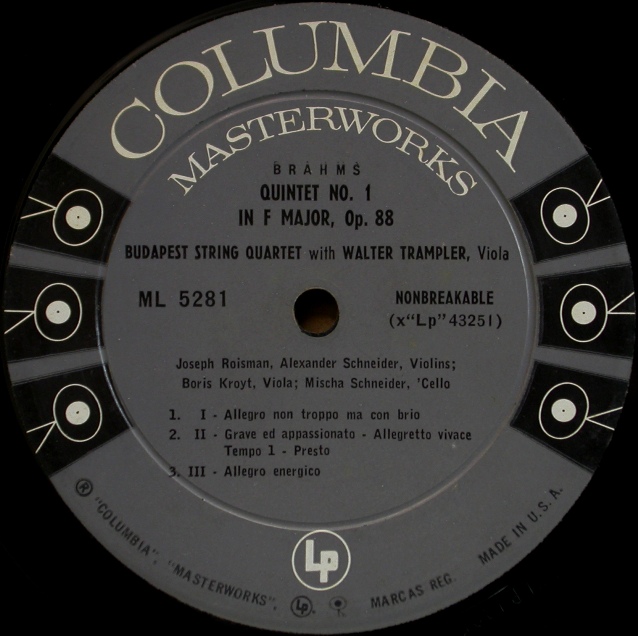 COLUMBIA
MASTERWORKS
BRAHMS
QUINTET NO. 1
IN F MAJOR, Op. 88
BUDAPEST STRING QUARTET with WALTER TRAMPLER, Viola
ML 5281
NONBREAKABLE
(x"Lp"43251)
Joseph Roisman, Alexander Schneider, Violins;
Boris Kroyt, Viola; Mischa Schneider, 'Cello
1. I - Allegro non troppo ma con brio
2. II - Grave ed appassionato - Allegretto vivace
Tempo 1 - Presto
3. III - Allegro energico
Lp
® "COLUMBIA", "MASTERWORKS", Lp MARCAS REG. MADE IN U. S. A.